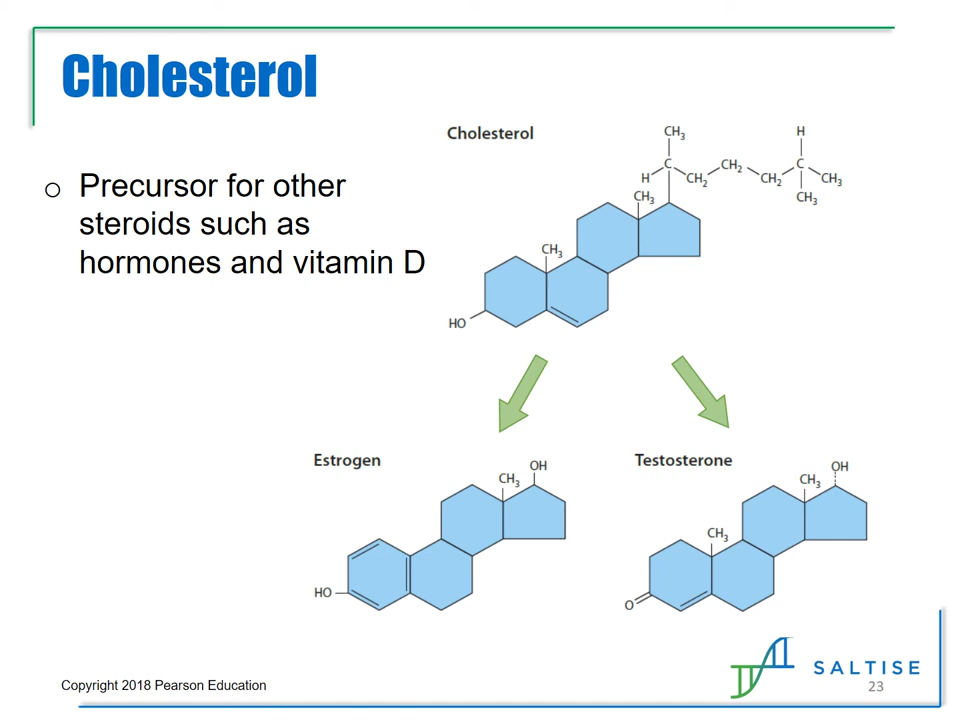 Cholesterol
o Precursor for other
steroids such as
hormones and vitamin D
Cholesterol
CH₃
H
H
C
CH₂
CH₂
CH₂
C
CH₃
CH₃
CH₃
CH₃
HO
Estrogen
OH
CH₃
HO
Testosterone
OH
CH₃
CH₃
O
SALTISE
Copyright 2018 Pearson Education
23